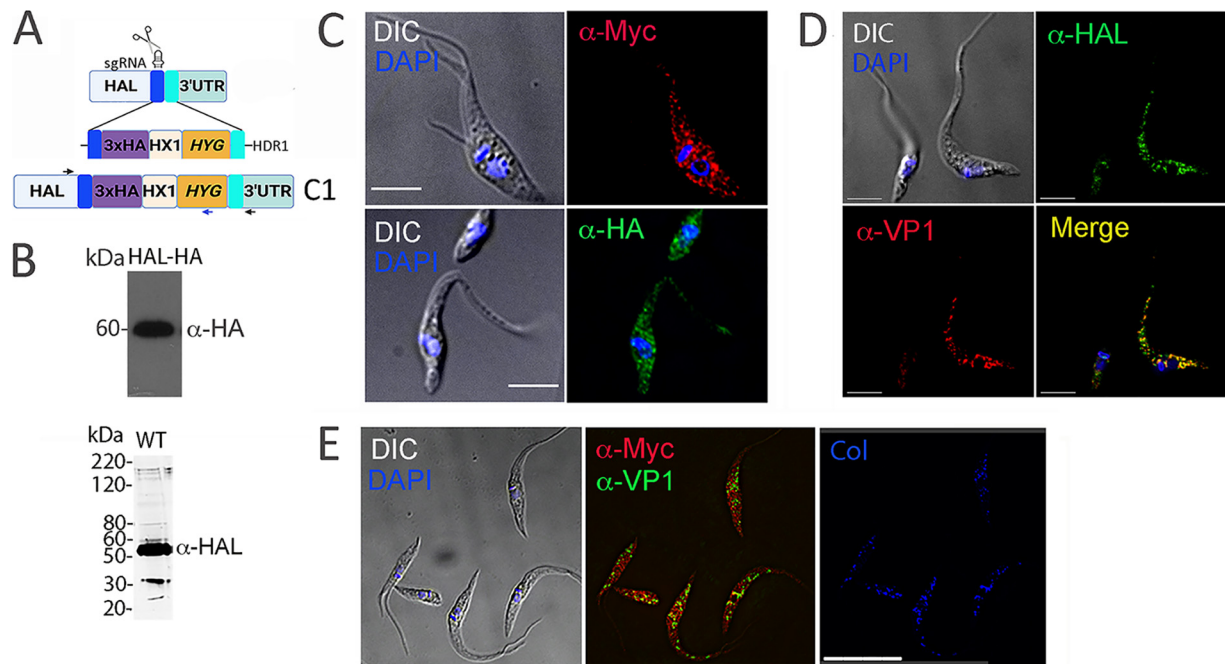 A
sgRNA
HAL
3'UTR
3xHA
HX1
HYG
HDR1
HAL
3xHA
HX1
HYG
3'UTR
C1
B
kDa HAL-HA
60-
α-HA
kDa
WT
220-
120-
80-
60-
50-
α-HAL
30-
20-
C
DIC
DAPI
α-Myc
DIC
DAPI
α-HA
D
DIC
DAPI
α-HAL
α-VP1
Merge
E
DIC
DAPI
α-Myc
α-VP1
Col